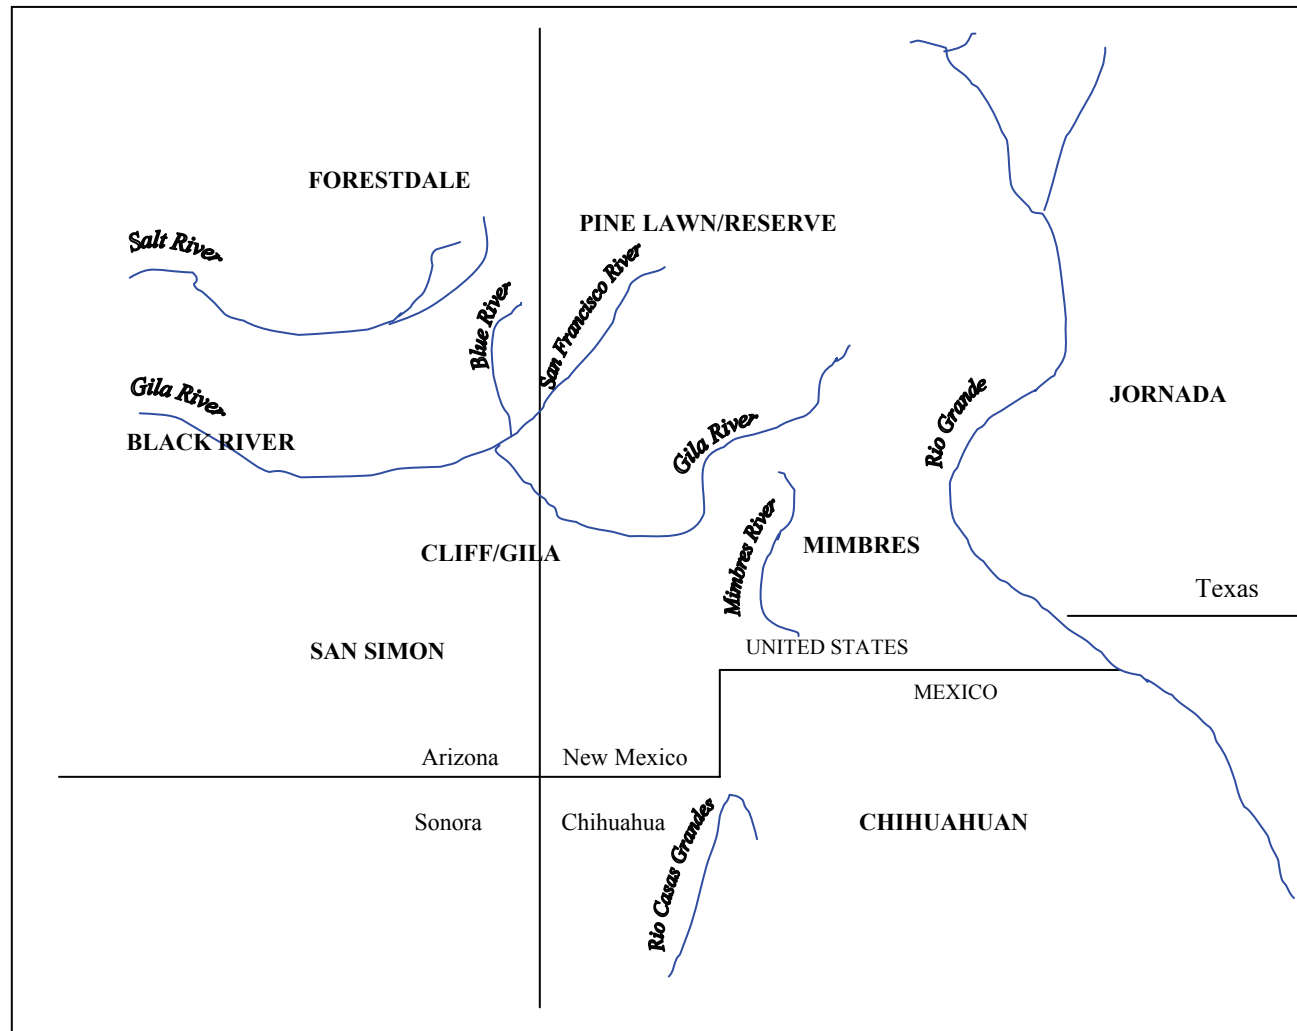 FORESTDALE
PINE LAWN/RESERVE
Salt River
Blue River
San Francisco River
Gila River
BLACK RIVER
Gila River
Rio Grande
JORNADA
CLIFF/GILA
Mimbres River
MIMBRES
Texas
SAN SIMON
UNITED STATES
MEXICO
Arizona
New Mexico
Sonora
Chihuahua
Rio Casas Grandes
CHIHUAHUAN